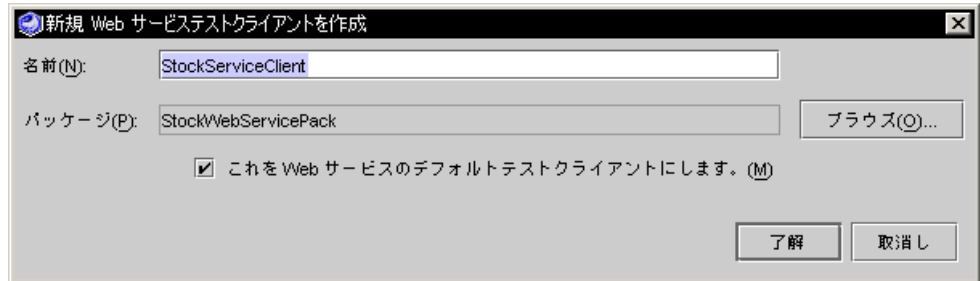 新規 Web サービステストクライアントを作成
名前(N): StockServiceClient
パッケージ(P): StockWebServicePack ブラウズ(O)...
これを Web サービスのデフォルトテストクライアントにします。(M)
了解 取消し